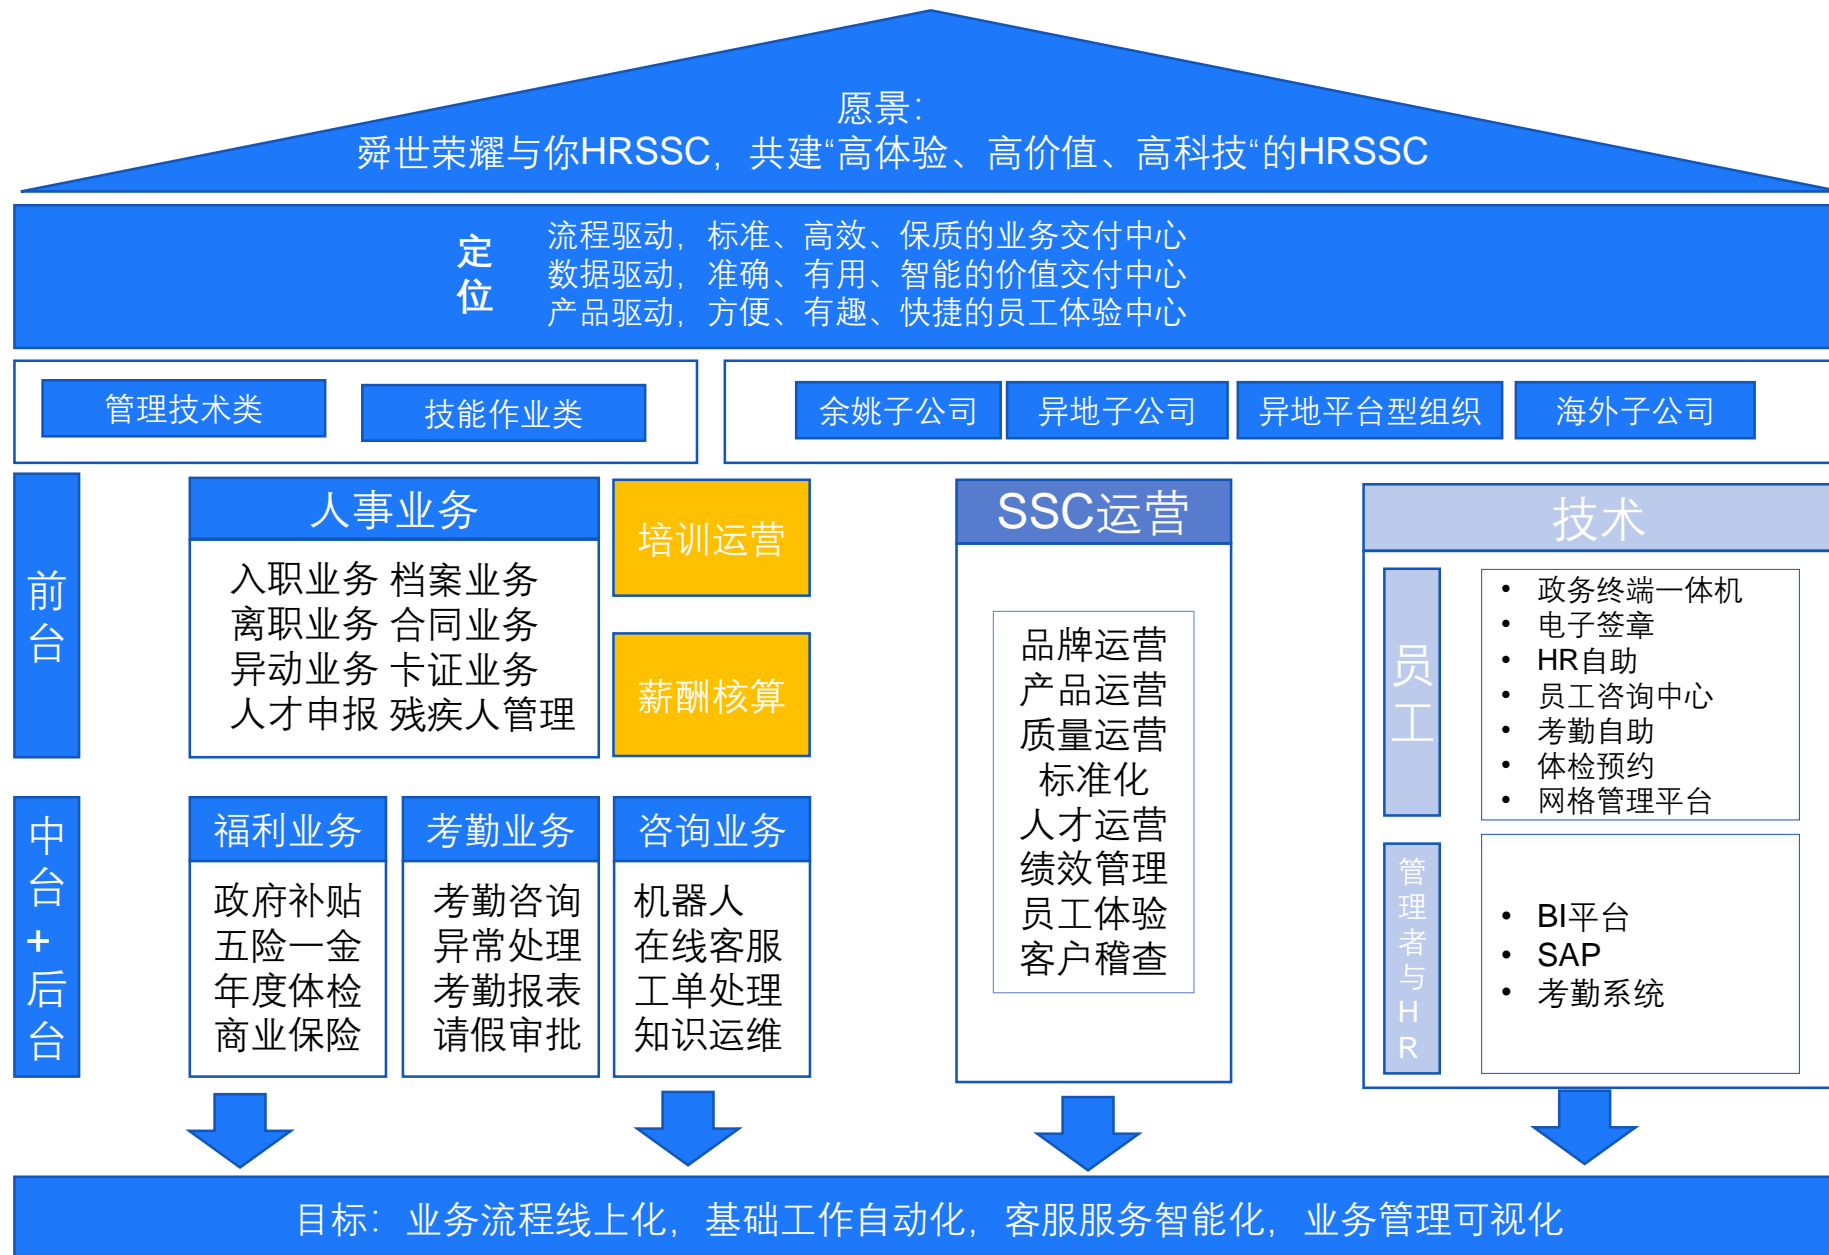 愿景：
舜世荣耀与你HRSSC，共建“高体验、高价值、高科技“的HRSSC
定位
流程驱动，标准、高效、保质的业务交付中心
数据驱动，准确、有用、智能的价值交付中心
产品驱动，方便、有趣、快捷的员工体验中心
管理技术类
技能作业类
余姚子公司
异地子公司
异地平台型组织
海外子公司
前台
人事业务
入职业务 档案业务
离职业务 合同业务
异动业务 卡证业务
人才申报 残疾人管理
培训运营
薪酬核算
中台+后台
福利业务
政府补贴
五险一金
年度体检
商业保险
考勤业务
考勤咨询
异常处理
考勤报表
请假审批
咨询业务
机器人
在线客服
工单处理
知识运维
SSC运营
品牌运营
产品运营
质量运营
标准化
人才运营
绩效管理
员工体验
客户稽查
技术
员工
• 政务终端一体机
• 电子签章
• HR自助
• 员工咨询中心
• 考勤自助
• 体检预约
• 网格管理平台
管理者与HR
• BI平台
• SAP
• 考勤系统
目标：业务流程线上化，基础工作自动化，客服服务智能化，业务管理可视化